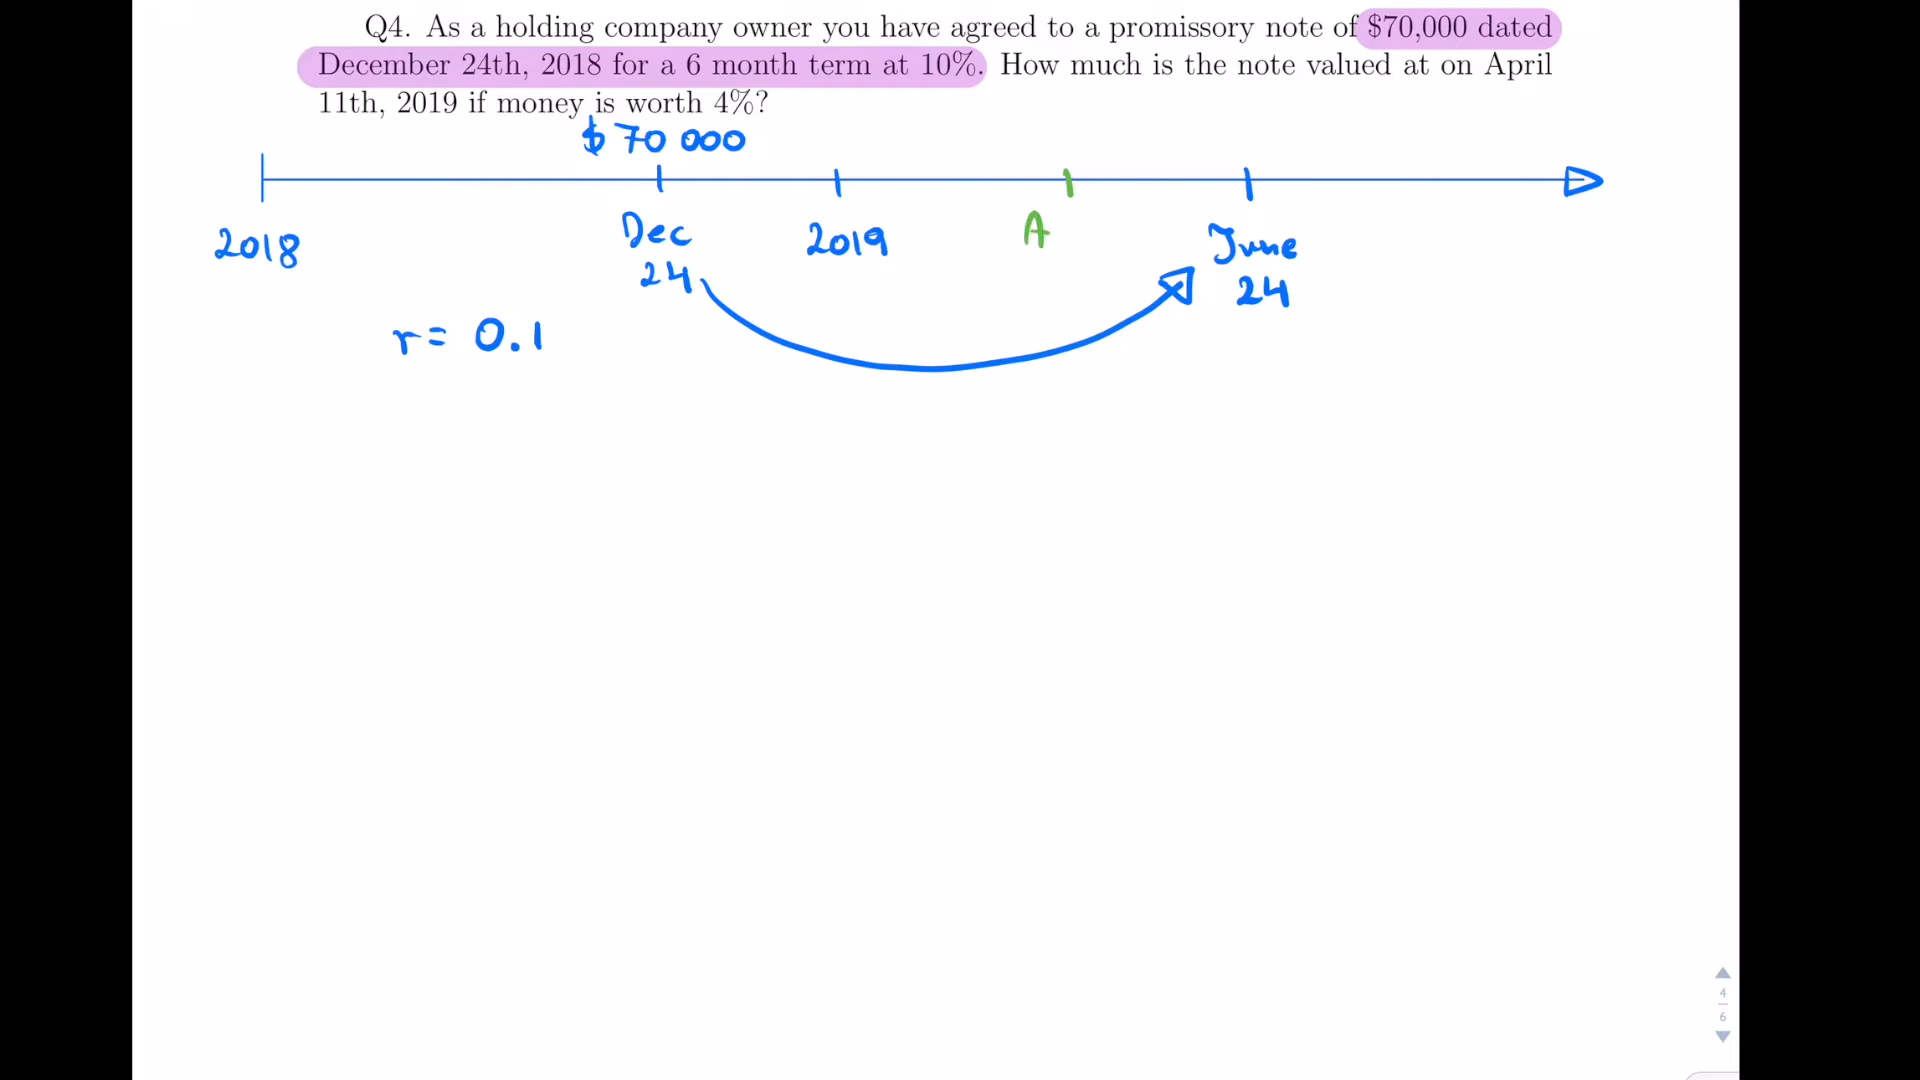 Q4. As a holding company owner you have agreed to a promissory note of $70,000 dated
December 24th, 2018 for a 6 month term at 10%. How much is the note valued at on April
11th, 2019 if money is worth 4%?
$ 70 000
2018 Dec 24 2019 A June 24
r = 0.1
4
6